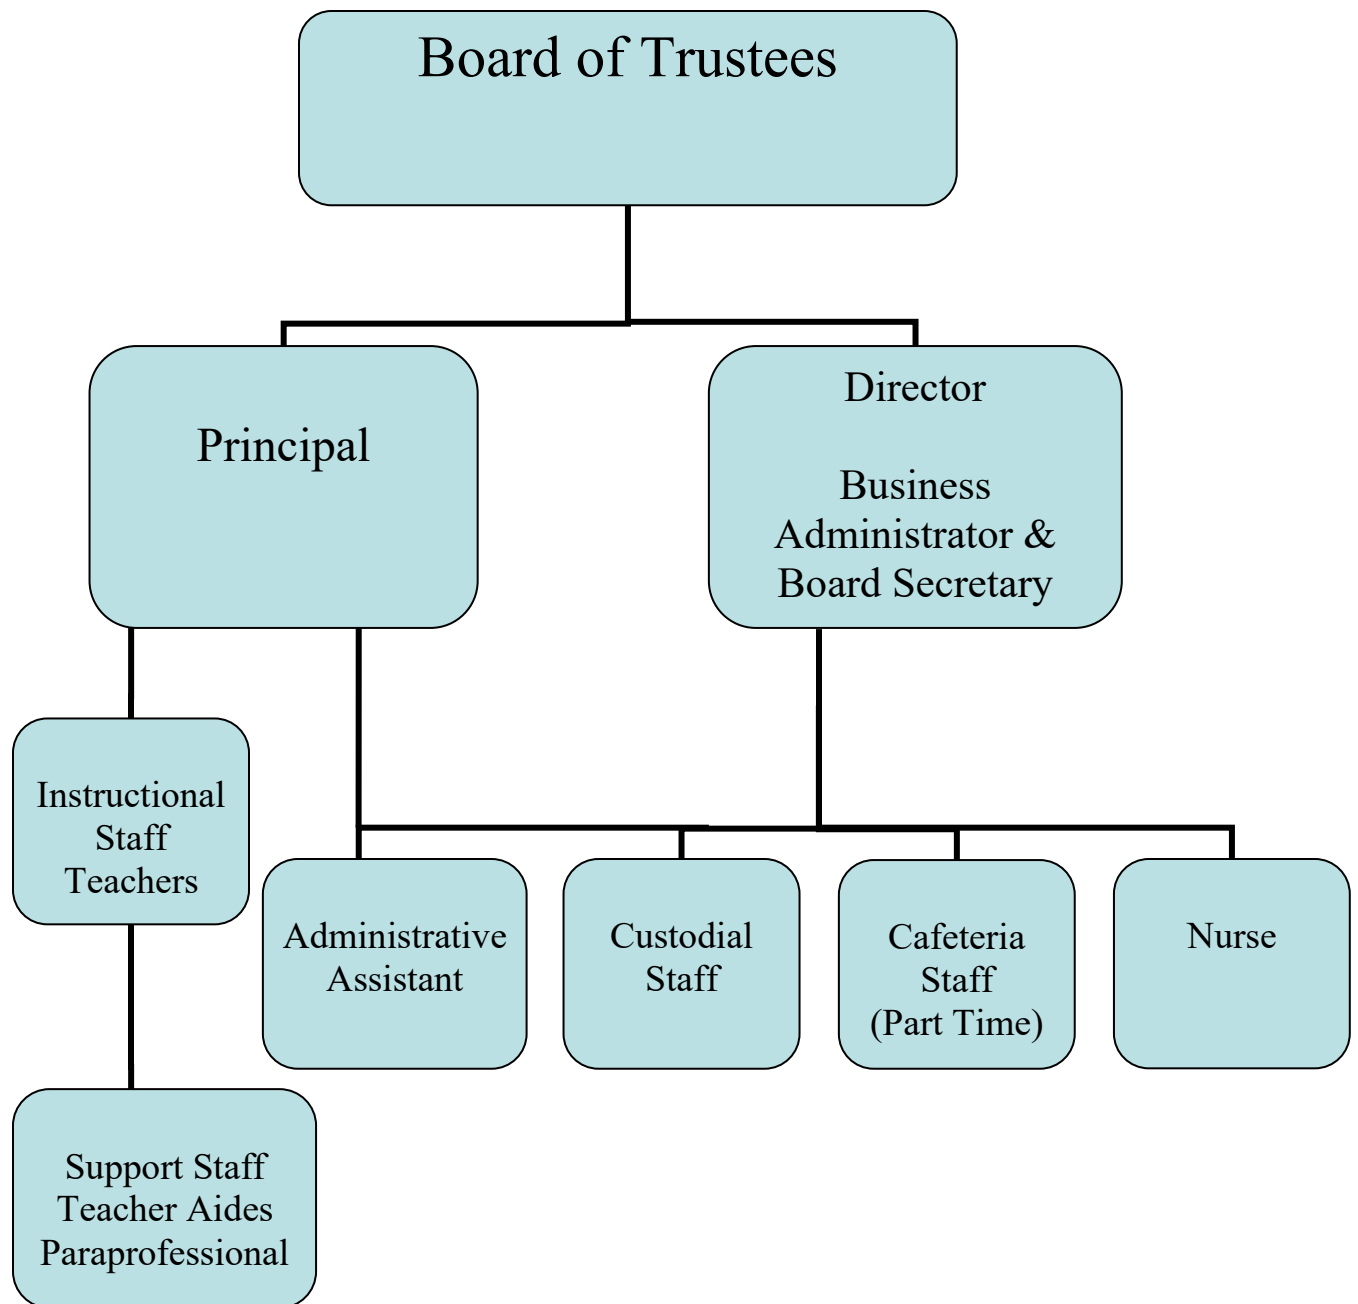 Board of Trustees
Principal
Director
Business
Administrator &
Board Secretary
Instructional
Staff
Teachers
Administrative
Assistant
Custodial
Staff
Cafeteria
Staff
(Part Time)
Nurse
Support Staff
Teacher Aides
Paraprofessional